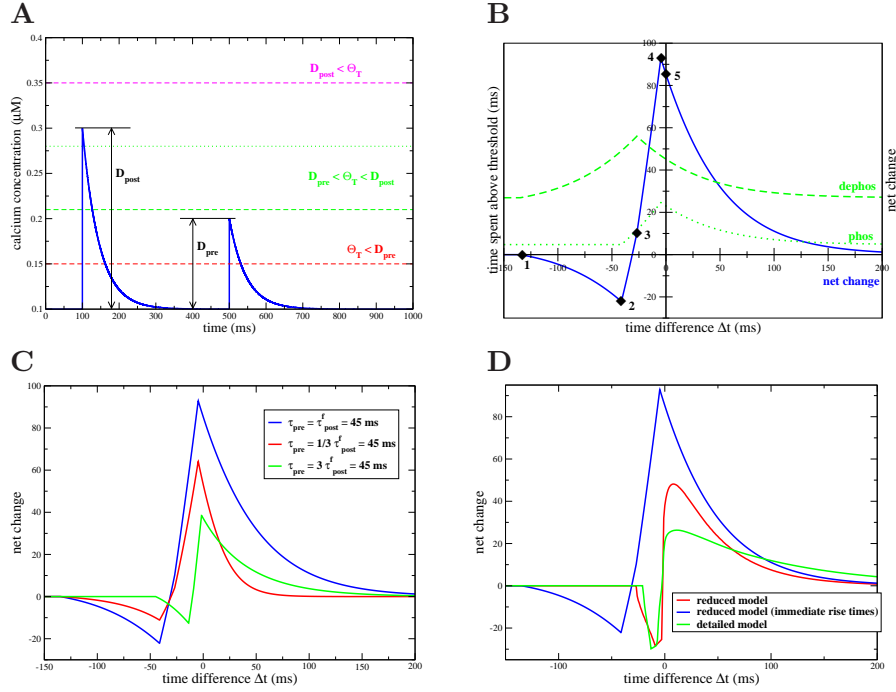 A
calcium concentration (μM)
0.4
0.35
0.3
0.25
0.2
0.15
0.1
D_post < Θ_T
D_post
D_pre < Θ_T < D_post
D_pre
Θ_T < D_pre
0 100 200 300 400 500 600 700 800 900 1000
time (ms)
B
time spent above threshold (ms)
100
80
60
40
20
0
-20
4
5
3
1
2
dephos
phos
net change
net change
-150 -100 -50 0 50 100 150 200
time difference Δt (ms)
C
net change
100
80
60
40
20
0
-20
τ_pre = τ^f_post = 45 ms
τ_pre = 1/3 τ^f_post = 45 ms
τ_pre = 3 τ^f_post = 45 ms
-150 -100 -50 0 50 100 150 200
time difference Δt (ms)
D
net change
80
60
40
20
0
-20
reduced model
reduced model (immediate rise times)
detailed model
-100 0 100 200
time difference Δt (ms)